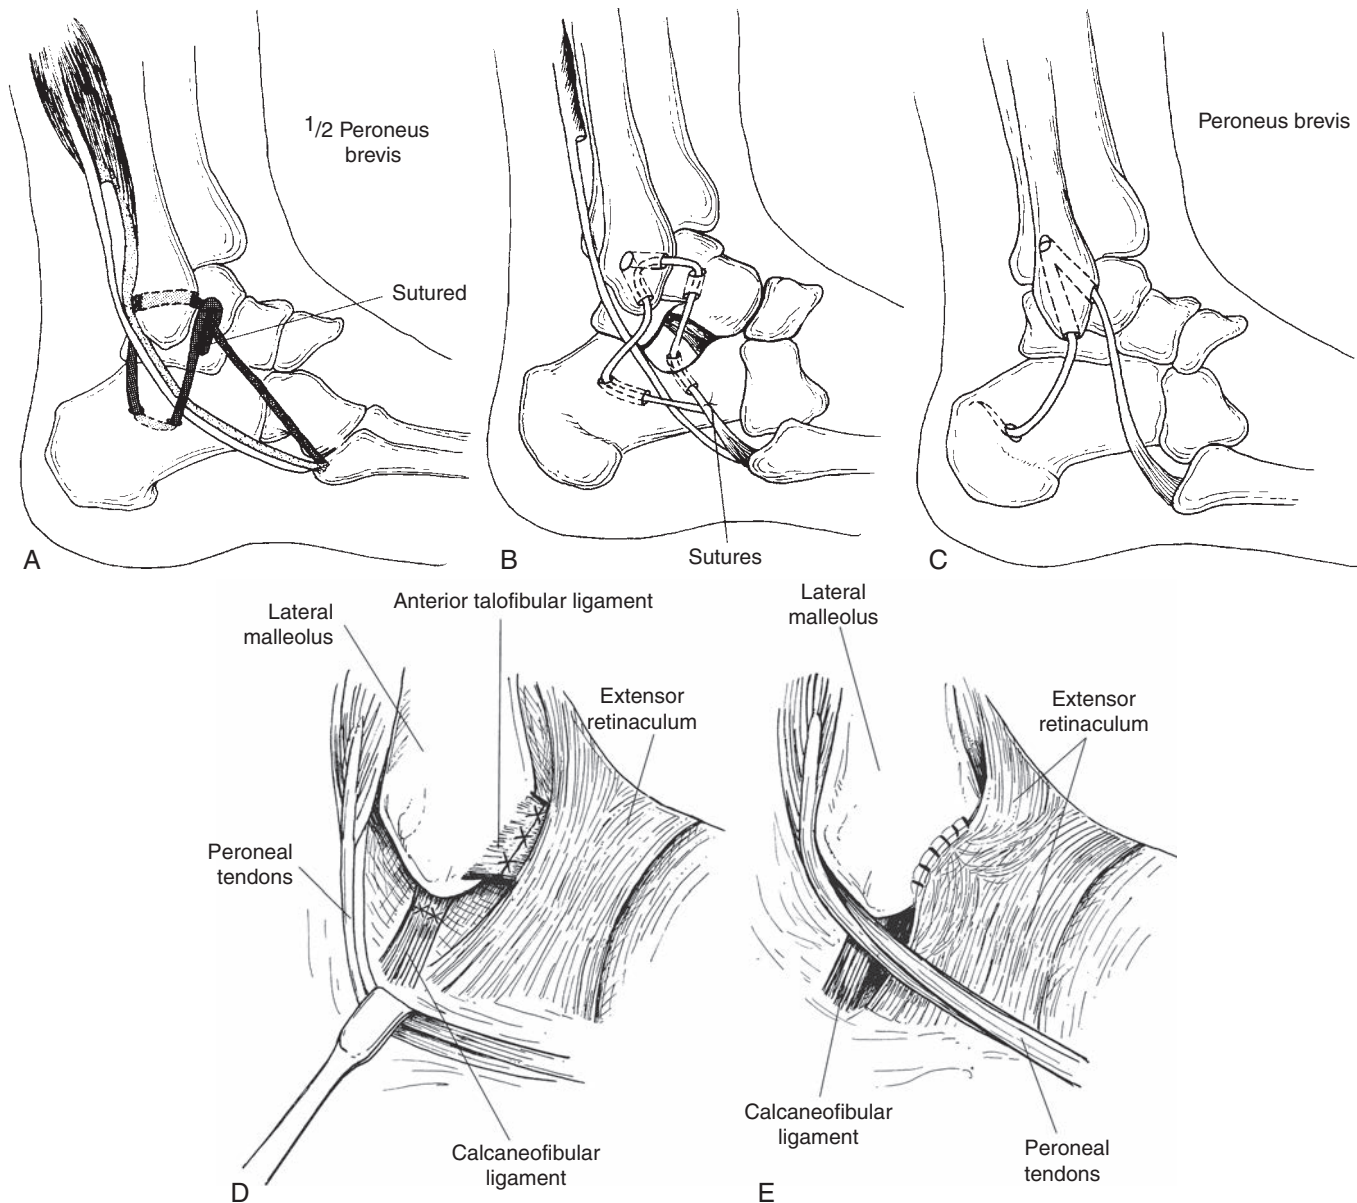 1/2 Peroneus
brevis
Sutured
A
Sutures
B
Peroneus brevis
C
Lateral
malleolus
Anterior talofibular ligament
Extensor
retinaculum
Peroneal
tendons
Calcaneofibular
ligament
D
Lateral
malleolus
Extensor
retinaculum
Calcaneofibular
ligament
Peroneal
tendons
E